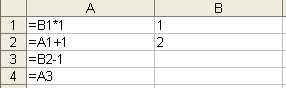 A B
1 =B1*1 1
2 =A1+1 2
3 =B2-1
4 =A3